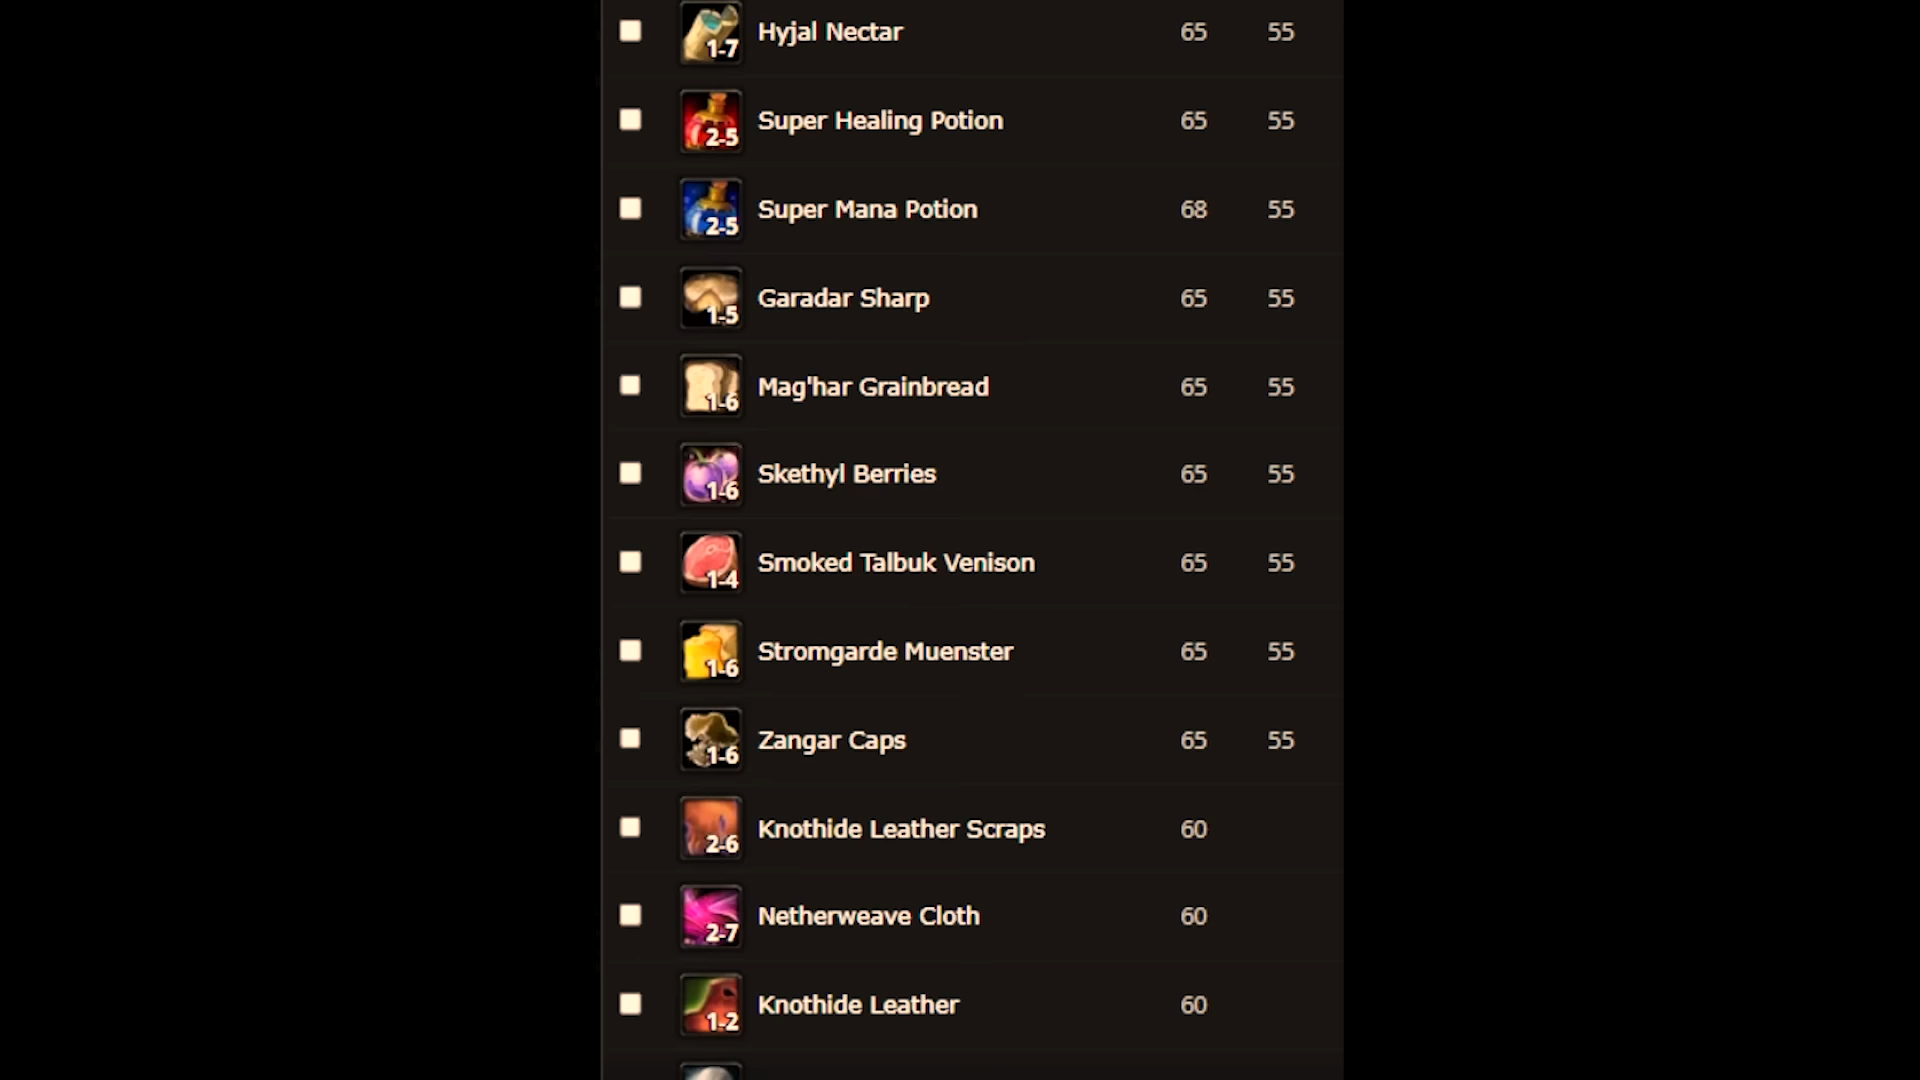 1-7 Hyjal Nectar 65 55
2-5 Super Healing Potion 65 55
2-5 Super Mana Potion 68 55
1-5 Garadar Sharp 65 55
1-6 Mag'har Grainbread 65 55
1-6 Skethyl Berries 65 55
1-4 Smoked Talbuk Venison 65 55
1-6 Stromgarde Muenster 65 55
1-6 Zangar Caps 65 55
2-6 Knothide Leather Scraps 60
2-7 Netherweave Cloth 60
1-2 Knothide Leather 60